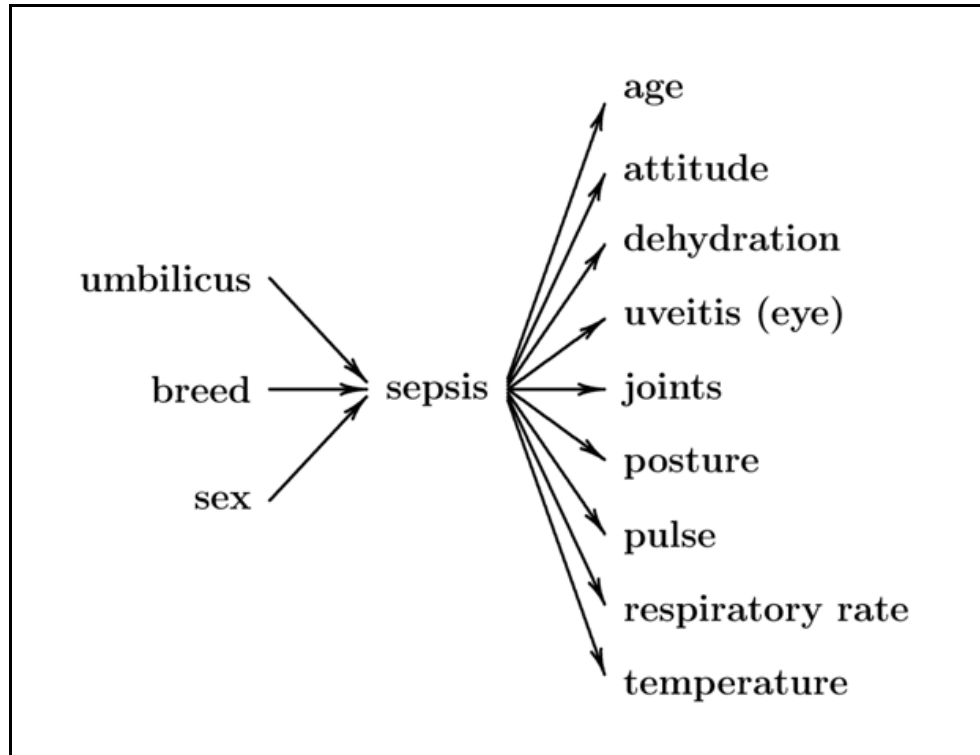 age
attitude
dehydration
umbilicus
uveitis (eye)
breed
sepsis
joints
posture
sex
pulse
respiratory rate
temperature